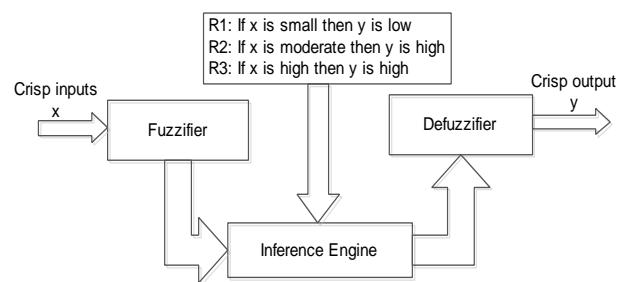 R1: If x is small then y is low
R2: If x is moderate then y is high
R3: If x is high then y is high
Crisp inputs
x
Fuzzifier
Defuzzifier
Crisp output
y
Inference Engine